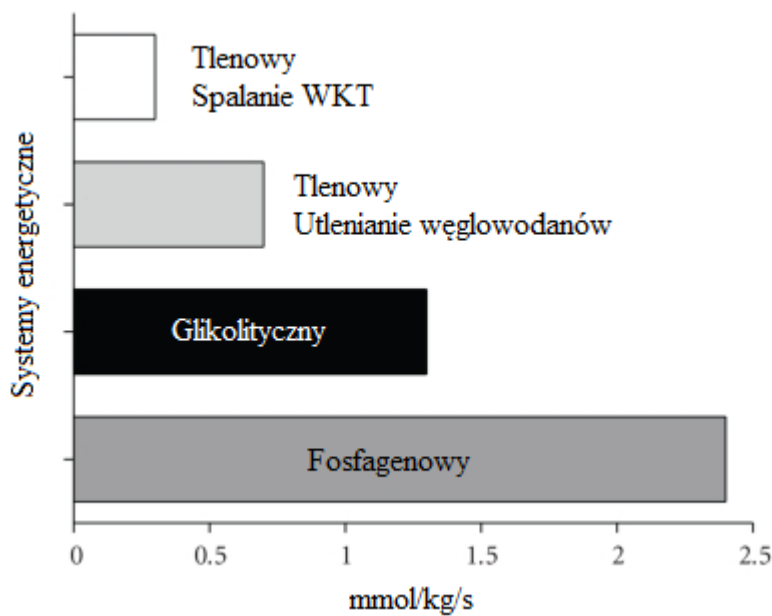 Systemy energetyczne
Tlenowy
Spalanie WKT
Tlenowy
Utlenianie węglowodanów
Glikolityczny
Fosfagenowy
0
0.5
1
1.5
2
2.5
mmol/kg/s